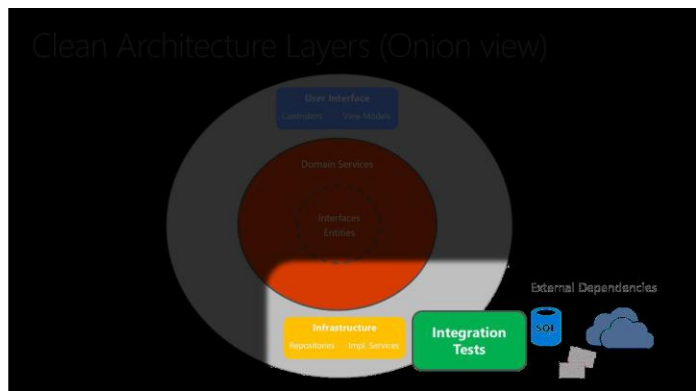 Clean Architecture Layers (Onion view)
User Interface
Controllers View Models
Domain Services
Interfaces
Entities
External Dependencies
SQL
Infrastructure
Repositories Impl. Services
Integration
Tests